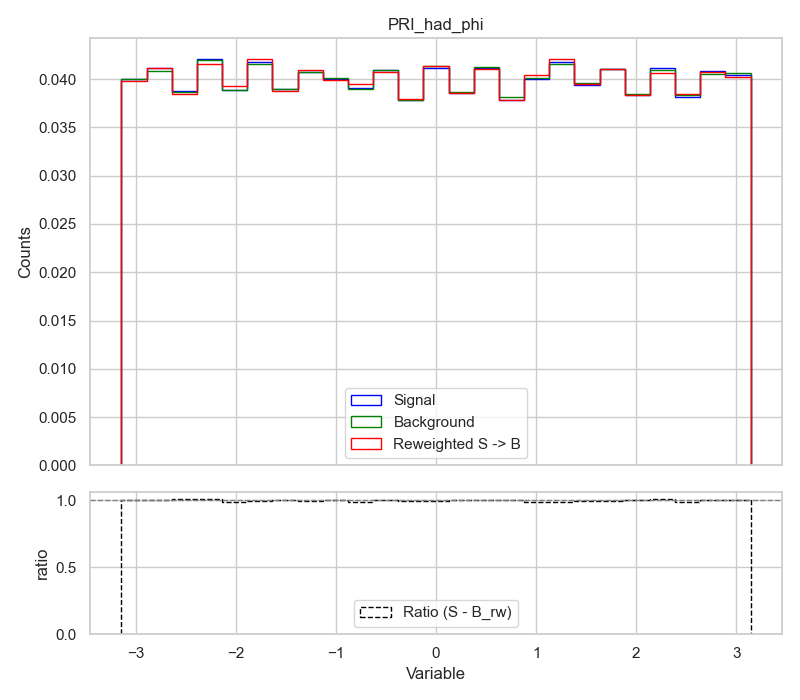 PRI_had_phi
0.040
0.035
0.030
0.025
0.020
0.015
0.010
0.005
0.000
Counts
Signal
Background
Reweighted S -> B
1.0
0.5
0.0
ratio
Ratio (S - B_rw)
−3 −2 −1 0 1 2 3
Variable